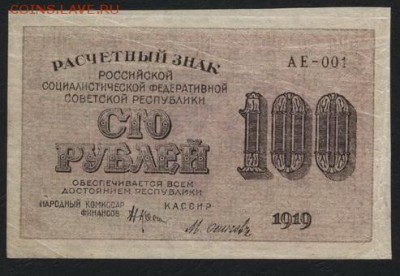 COINS.LAVE.RU
РАСЧЕТНЫЙ ЗНАК
РОССИЙСКОЙ
СОЦИАЛИСТИЧЕСКОЙ ФЕДЕРАТИВНОЙ
СОВЕТСКОЙ РЕСПУБЛИКИ
АЕ-001
СТО
РУБЛЕЙ
100
ОБЕСПЕЧИВАЕТСЯ ВСЕМ
ДОСТОЯНИЕМ РЕСПУБЛИКИ
НАРОДНЫЙ КОМИССАР
ФИНАНСОВ
КАССИР
1919